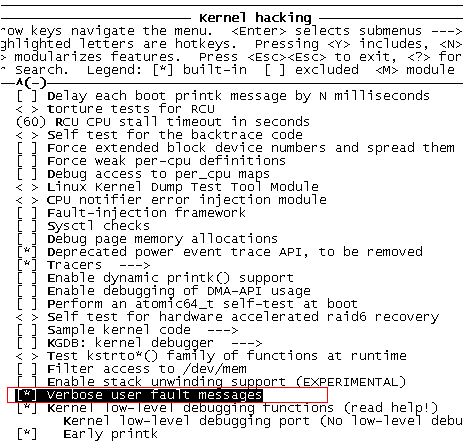 Kernel hacking
row keys navigate the menu.  <Enter> selects submenus --->
ghlighted letters are hotkeys.  Pressing <Y> includes, <N>
> modularizes features.  Press <Esc><Esc> to exit, <?> for
r Search.  Legend: [*] built-in  [ ] excluded  <M> module
^(-)
[ ] Delay each boot printk message by N milliseconds
< > torture tests for RCU
(60) RCU CPU stall timeout in seconds
< > Self test for the backtrace code
[ ] Force extended block device numbers and spread them
[ ] Force weak per-cpu definitions
[ ] Debug access to per_cpu maps
< > Linux Kernel Dump Test Tool Module
< > CPU notifier error injection module
[ ] Fault-injection framework
[ ] Sysctl checks
[ ] Debug page memory allocations
[*] Deprecated power event trace API, to be removed
[*] Tracers  --->
[ ] Enable dynamic printk() support
[ ] Enable debugging of DMA-API usage
[ ] Perform an atomic64_t self-test at boot
< > Self test for hardware accelerated raid6 recovery
[ ] Sample kernel code  --->
[ ] KGDB: kernel debugger  --->
< > Test kstrto*() family of functions at runtime
[ ] Filter access to /dev/mem
[ ] Enable stack unwinding support (EXPERIMENTAL)
[*] Verbose user fault messages
[*] Kernel low-level debugging functions (read help!)
Kernel low-level debugging port (No low-level debu
[*]   Early printk